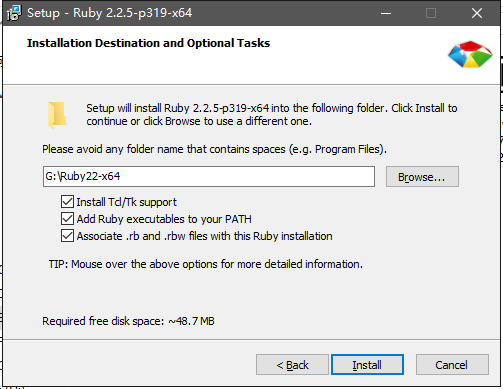 Setup - Ruby 2.2.5-p319-x64
Installation Destination and Optional Tasks
Setup will install Ruby 2.2.5-p319-x64 into the following folder. Click Install to
continue or click Browse to use a different one.
Please avoid any folder name that contains spaces (e.g. Program Files).
G:\Ruby22-x64
Browse...
Install Tcl/Tk support
Add Ruby executables to your PATH
Associate .rb and .rbw files with this Ruby installation
TIP: Mouse over the above options for more detailed information.
Required free disk space: ~48.7 MB
< Back
Install
Cancel